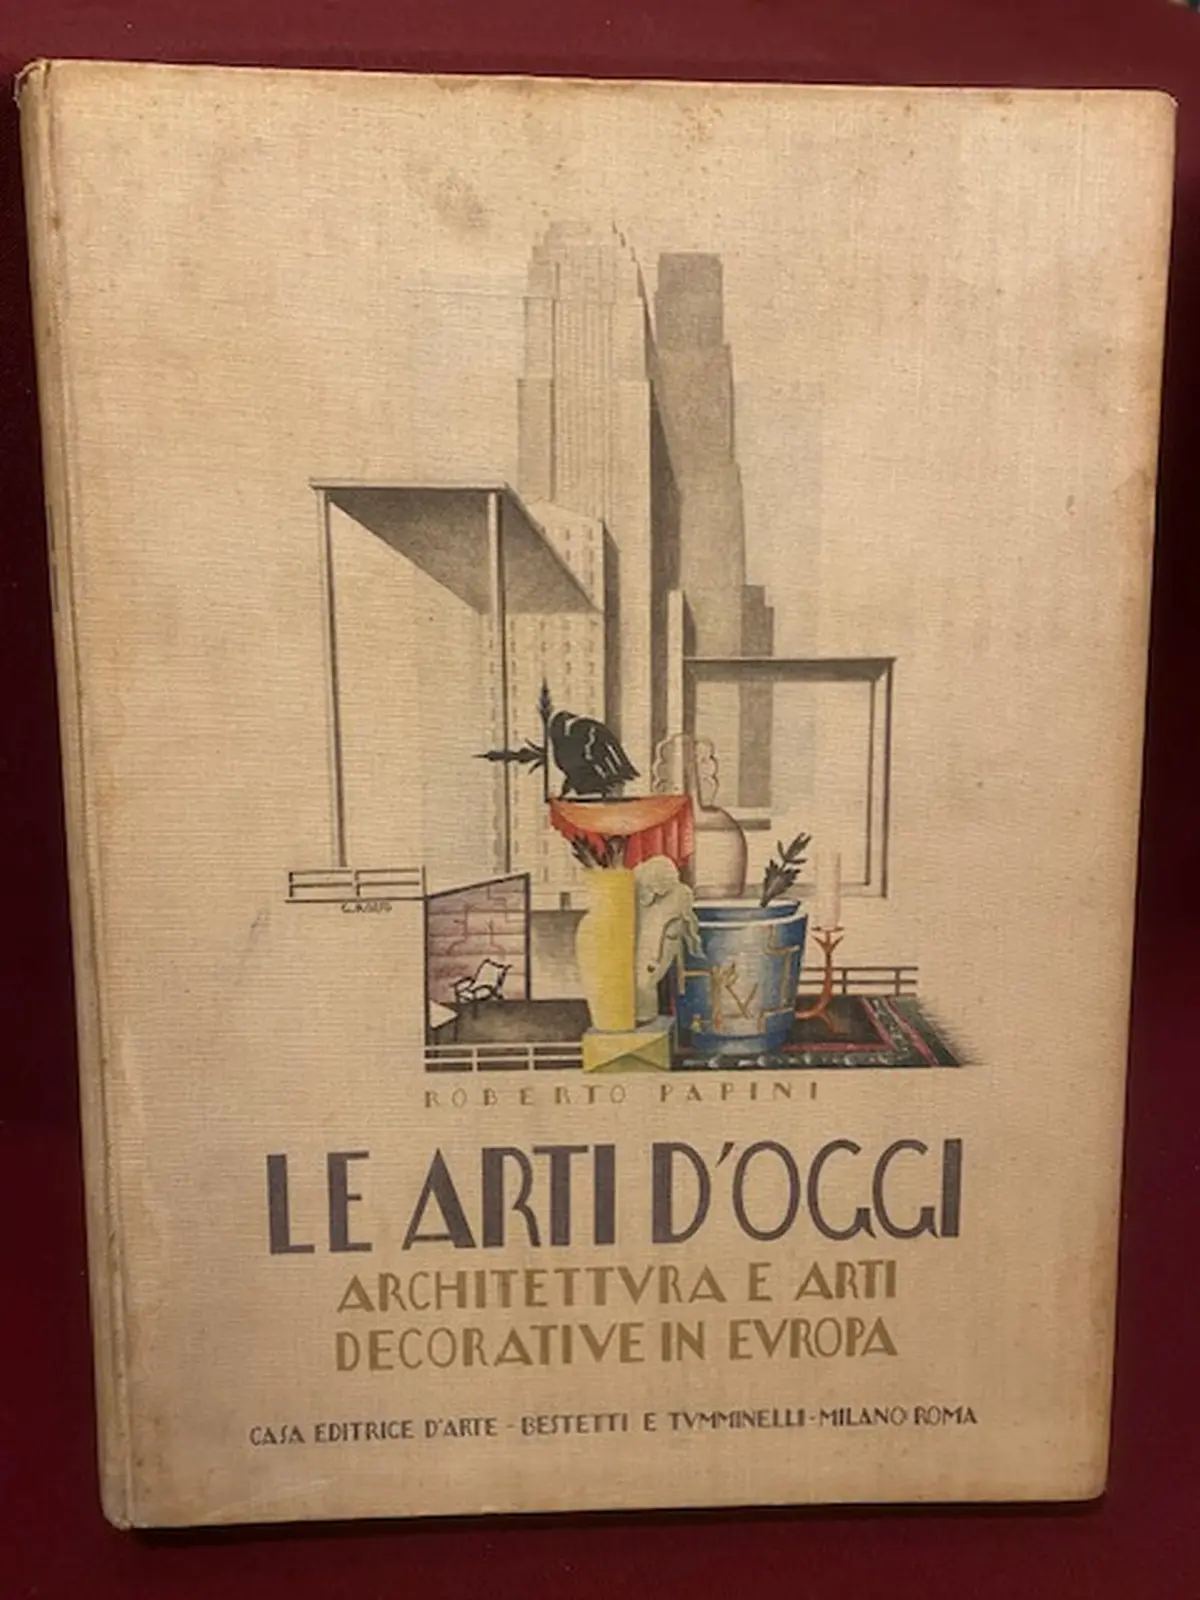 ROBERTO PAPINI
LE ARTI D'OGGI
ARCHITETTVRA E ARTI
DECORATIVE IN EVROPA
CASA EDITRICE D'ARTE - BESTETTI E TVMMINELLI - MILANO ROMA